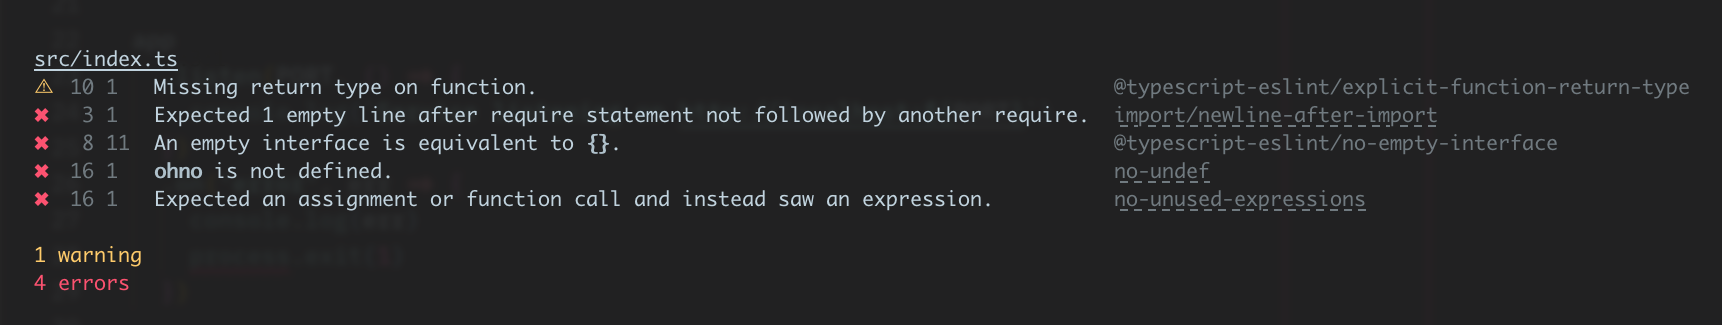 src/index.ts
⚠ 10 1 Missing return type on function. @typescript-eslint/explicit-function-return-type
✖ 3 1 Expected 1 empty line after require statement not followed by another require. import/newline-after-import
✖ 8 11 An empty interface is equivalent to {}. @typescript-eslint/no-empty-interface
✖ 16 1 ohno is not defined. no-undef
✖ 16 1 Expected an assignment or function call and instead saw an expression. no-unused-expressions
1 warning
4 errors